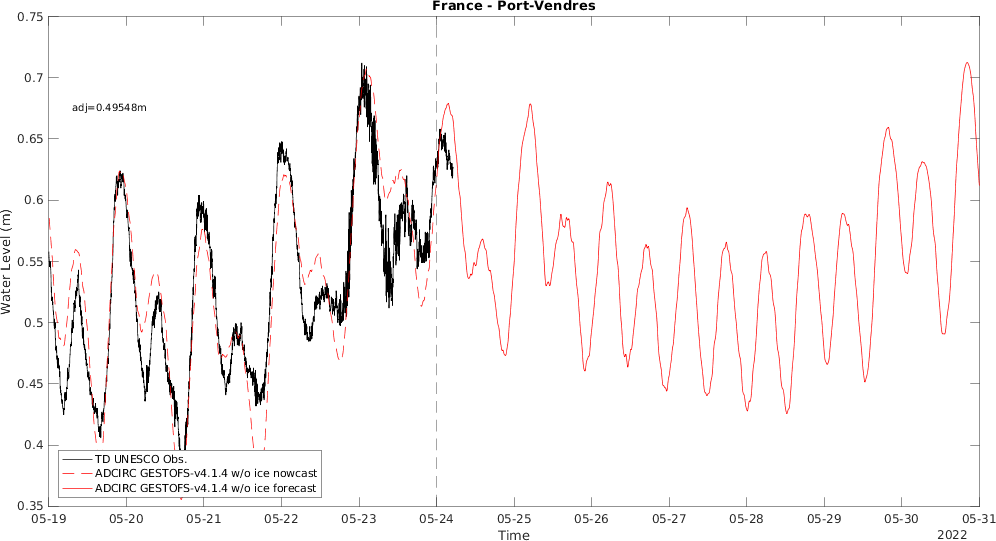 France - Port-Vendres
0.75
0.7
0.65
0.6
0.55
0.5
0.45
0.4
0.35
Water Level (m)
adj=0.49548m
TD UNESCO Obs.
ADCIRC GESTOFS-v4.1.4 w/o ice nowcast
ADCIRC GESTOFS-v4.1.4 w/o ice forecast
05-19 05-20 05-21 05-22 05-23 05-24 05-25 05-26 05-27 05-28 05-29 05-30 05-31
Time
2022